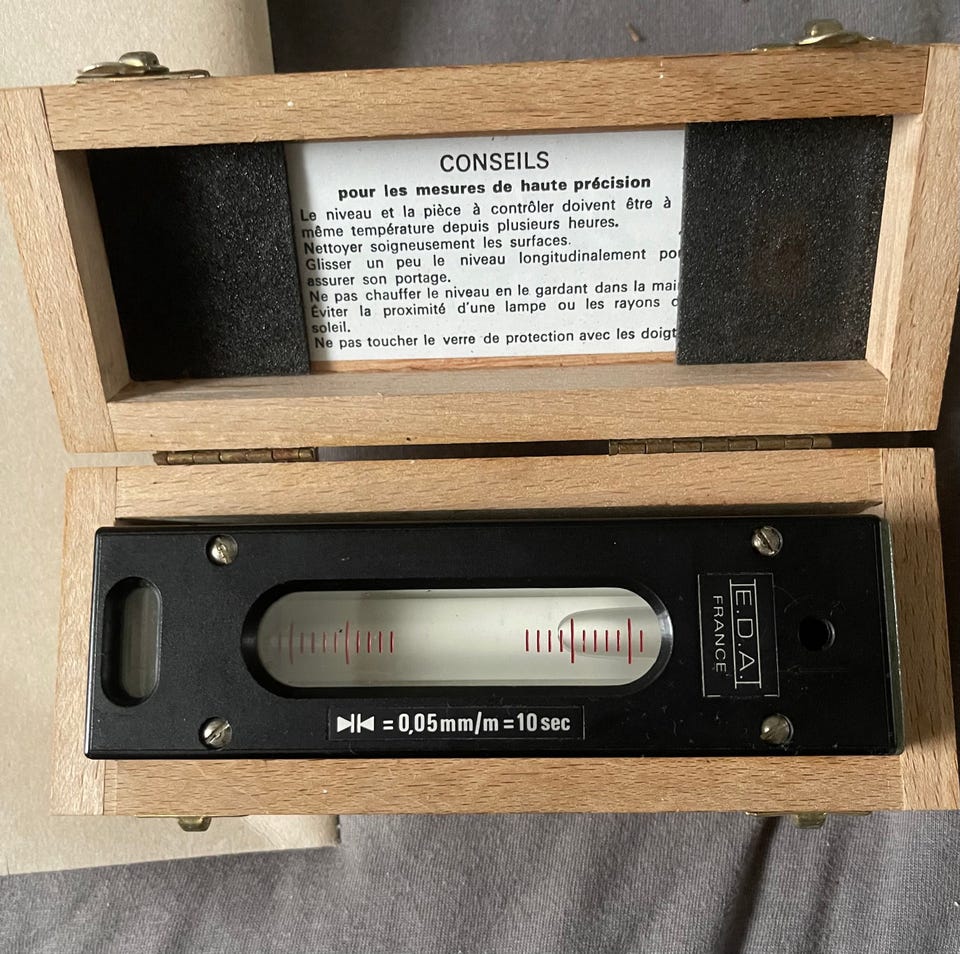 CONSEILS
pour les mesures de haute précision
Le niveau et la pièce à contrôler doivent être à
même température depuis plusieurs heures.
Nettoyer soigneusement les surfaces.
Glisser un peu le niveau longitudinalement
assurer son portage.
Ne pas chauffer le niveau en le gardant dans la
Éviter la proximité d'une lampe ou les rayons
soleil.
Ne pas toucher le verre de protection avec les
E.D.A.
FRANCE
= 0,05 mm/m = 10 sec